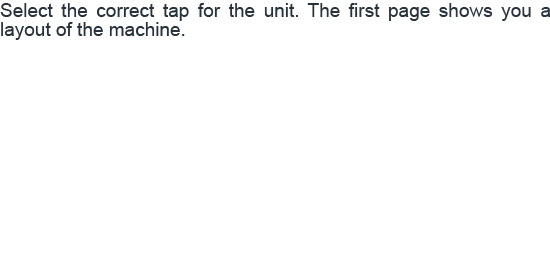 Select the correct tap for the unit. The first page shows you a
layout of the machine.